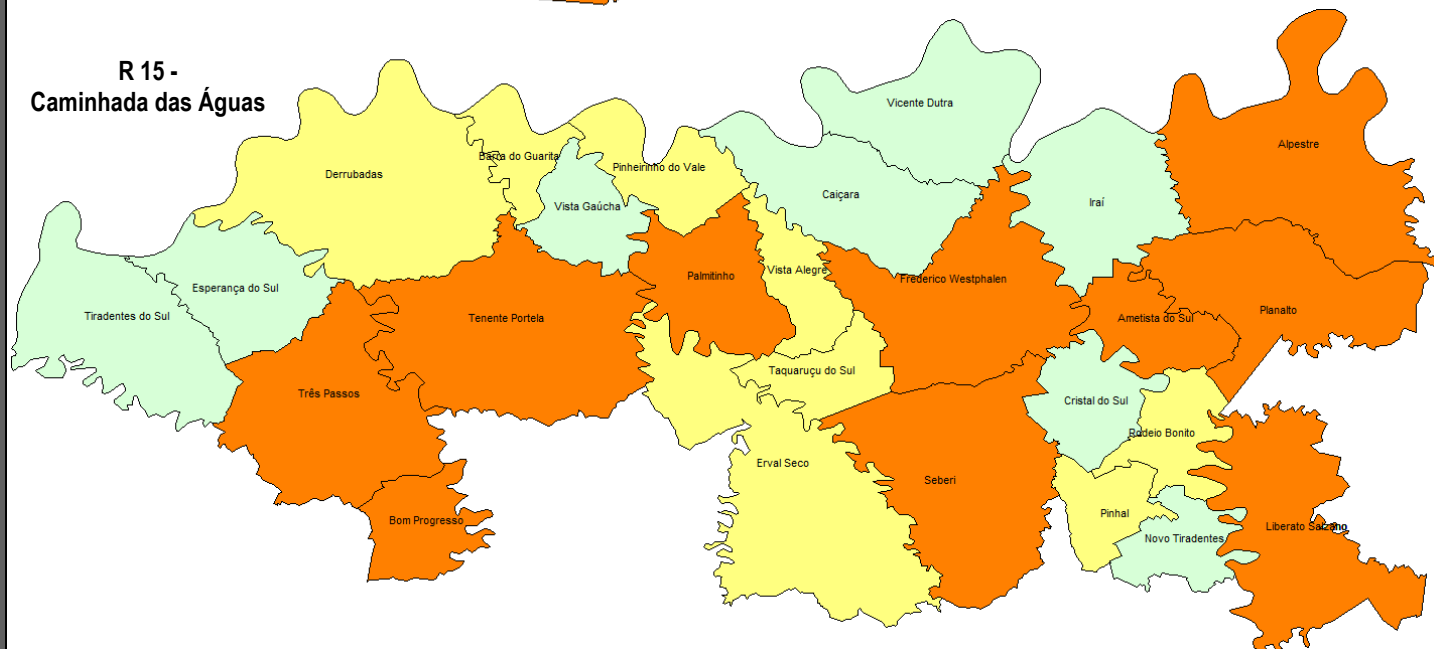 R 15 -
Caminhada das Águas
Vicente Dutra
Alpestre
Barra do Guarita
Pinheirinho do Vale
Derrubadas
Caiçara
Iraí
Vista Gaúcha
Vista Alegre
Palmitinho
Frederico Westphalen
Esperança do Sul
Planalto
Tiradentes do Sul
Tenente Portela
Ametista do Sul
Taquaruçu do Sul
Três Passos
Cristal do Sul
Rodeio Bonito
Erval Seco
Seberi
Pinhal
Bom Progresso
Liberato Salzano
Novo Tiradentes